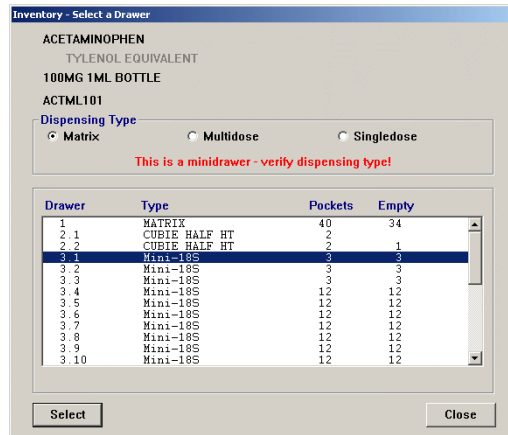 Inventory - Select a Drawer
ACETAMINOPHEN
TYLENOL EQUIVALENT
100MG 1ML BOTTLE
ACTML101
Dispensing Type
Matrix Multidose Singledose
This is a minidrawer - verify dispensing type!
Drawer Type Pockets Empty
1 MATRIX 40 34
2.1 CUBIE HALF HT 2
2.2 CUBIE HALF HT 2 1
3.1 Mini-18S 3 3
3.2 Mini-18S 3 3
3.3 Mini-18S 3 3
3.4 Mini-18S 12 12
3.5 Mini-18S 12 12
3.6 Mini-18S 12 12
3.7 Mini-18S 12 12
3.8 Mini-18S 12 12
3.9 Mini-18S 12 12
3.10 Mini-18S 12 12
Select Close